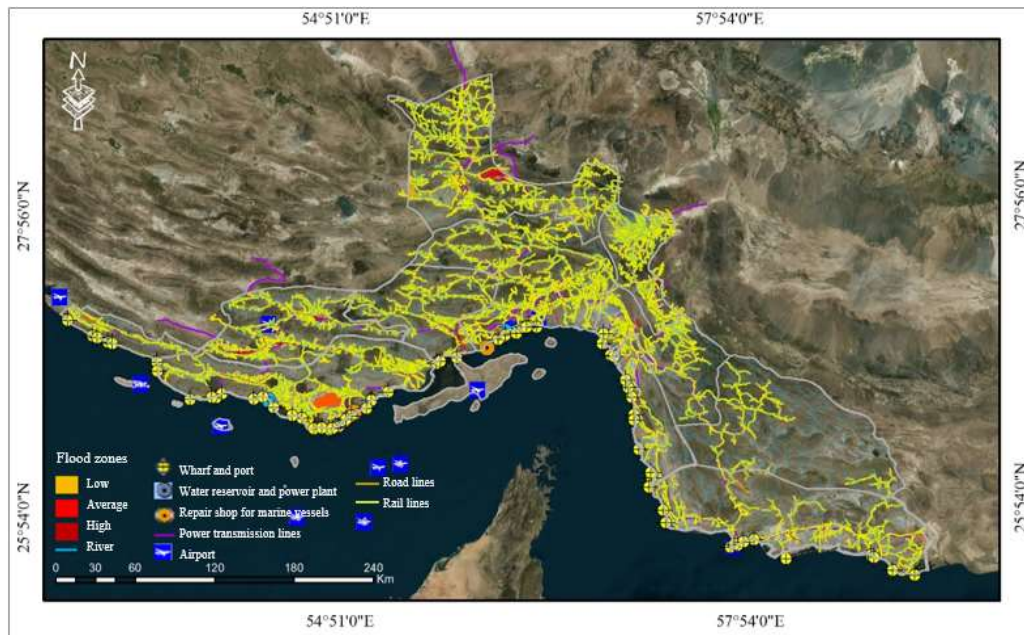 54°51'0"E
57°54'0"E
N
27°56'0"N
27°56'0"N
25°54'0"N
25°54'0"N
Flood zones
Low
Average
High
River
Wharf and port
Water reservoir and power plant
Repair shop for marine vessels
Power transmission lines
Airport
Road lines
Rail lines
0 30 60 120 180 240
Km
54°51'0"E
57°54'0"E